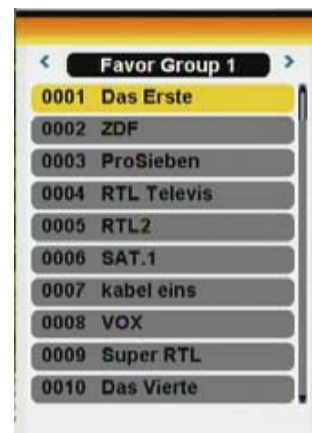 Favor Group 1
0001 Das Erste
0002 ZDF
0003 ProSieben
0004 RTL Televis
0005 RTL2
0006 SAT.1
0007 kabel eins
0008 VOX
0009 Super RTL
0010 Das Vierte